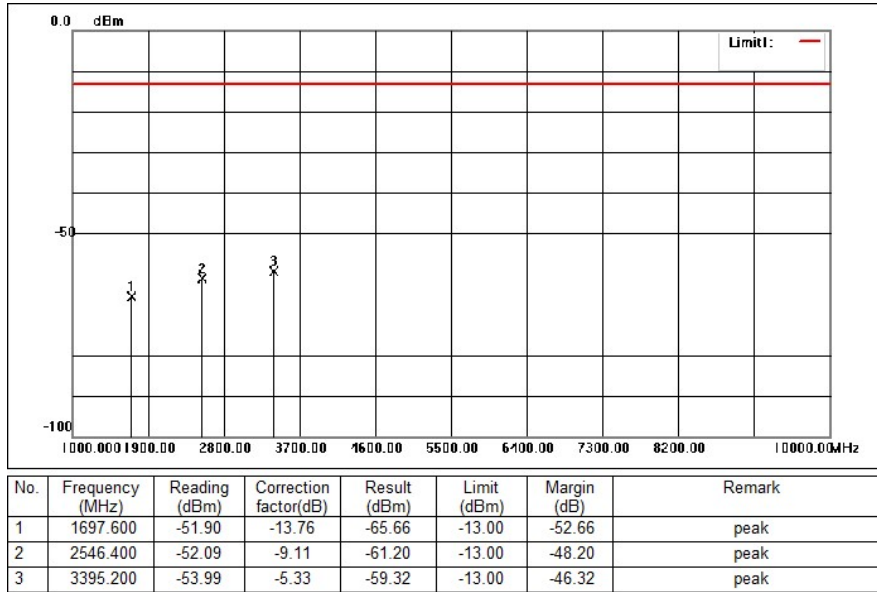 0.0 dBm
Limit1:
-50
1
2
3
-100
1000.000 1900.00 2800.00 3700.00 4600.00 5500.00 6400.00 7300.00 8200.00 10000.00 MHz
No. Frequency (MHz) Reading (dBm) Correction factor(dB) Result (dBm) Limit (dBm) Margin (dB) Remark
1 1697.600 -51.90 -13.76 -65.66 -13.00 -52.66 peak
2 2546.400 -52.09 -9.11 -61.20 -13.00 -48.20 peak
3 3395.200 -53.99 -5.33 -59.32 -13.00 -46.32 peak